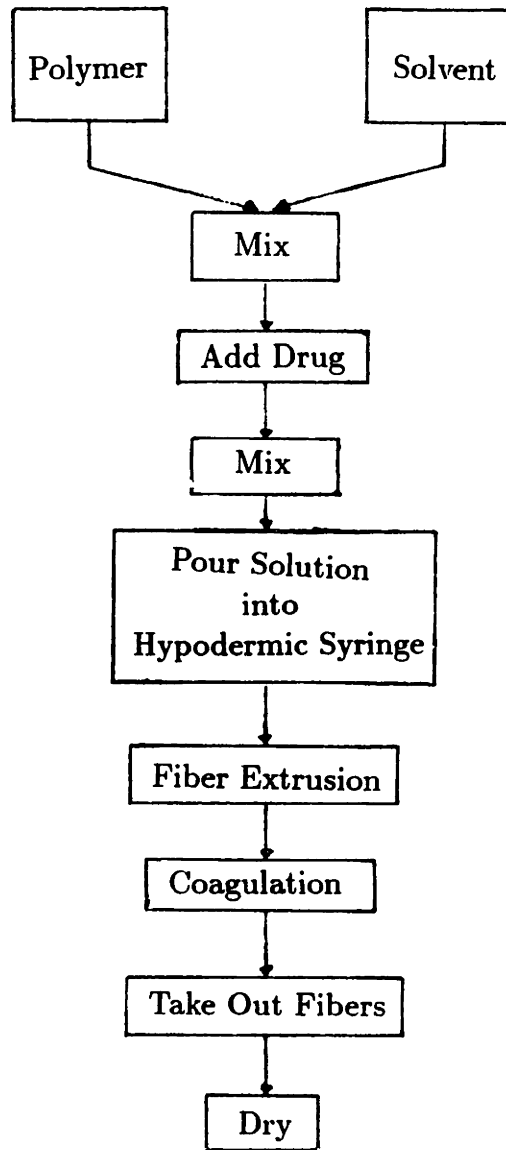 Polymer
Solvent
Mix
Add Drug
Mix
Pour Solution
into
Hypodermic Syringe
Fiber Extrusion
Coagulation
Take Out Fibers
Dry